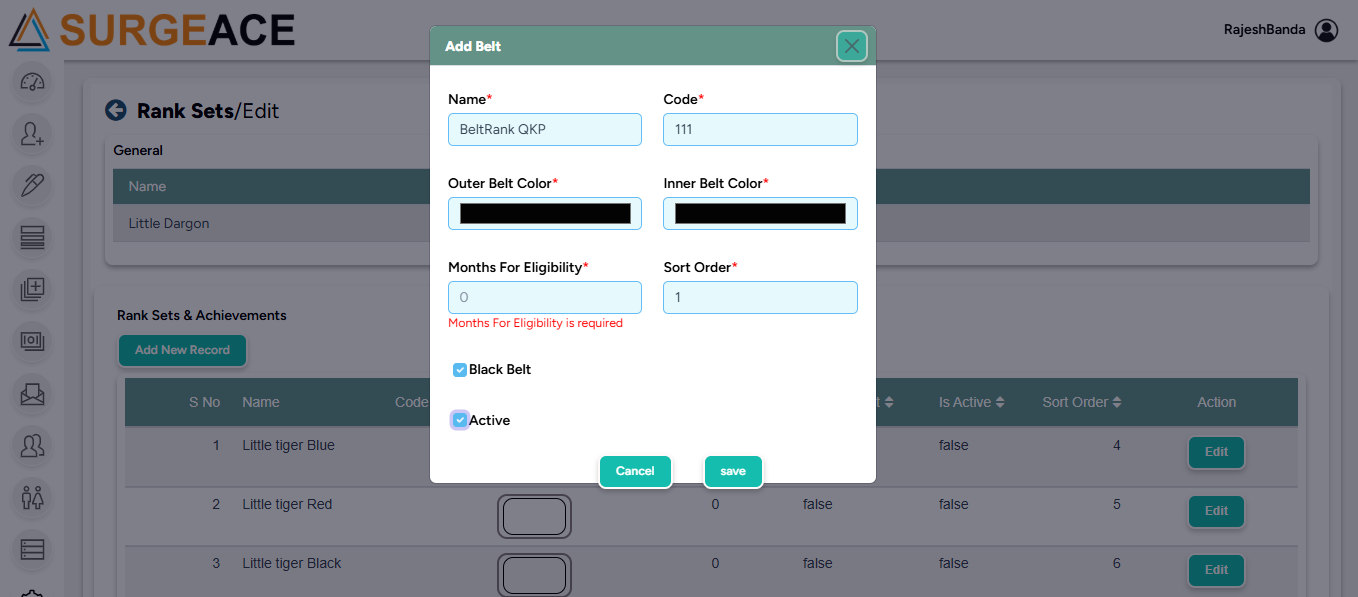 SURGEACE
RajeshBanda
Add Belt
Rank Sets/Edit
General
Name
Little Dargon
Name* Code*
BeltRank QKP 111
Outer Belt Color* Inner Belt Color*
Months For Eligibility* Sort Order*
0 1
Months For Eligibility is required
Black Belt
Active
Cancel save
Rank Sets & Achievements
Add New Record
S No Name Code t Is Active Sort Order Action
1 Little tiger Blue false 4 Edit
2 Little tiger Red 0 false false 5 Edit
3 Little tiger Black 0 false false 6 Edit